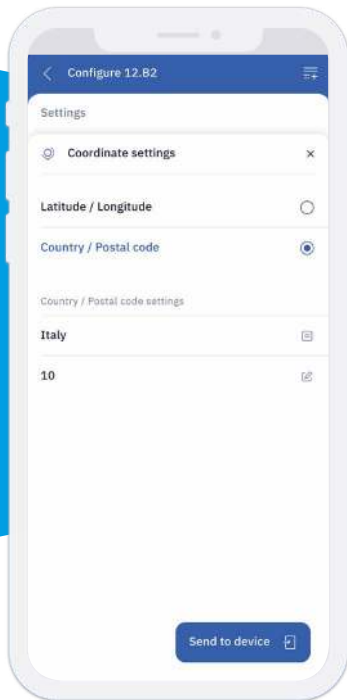 Configure 12.B2
Settings
Coordinate settings
Latitude / Longitude
Country / Postal code
Country / Postal code settings
Italy
10
Send to device